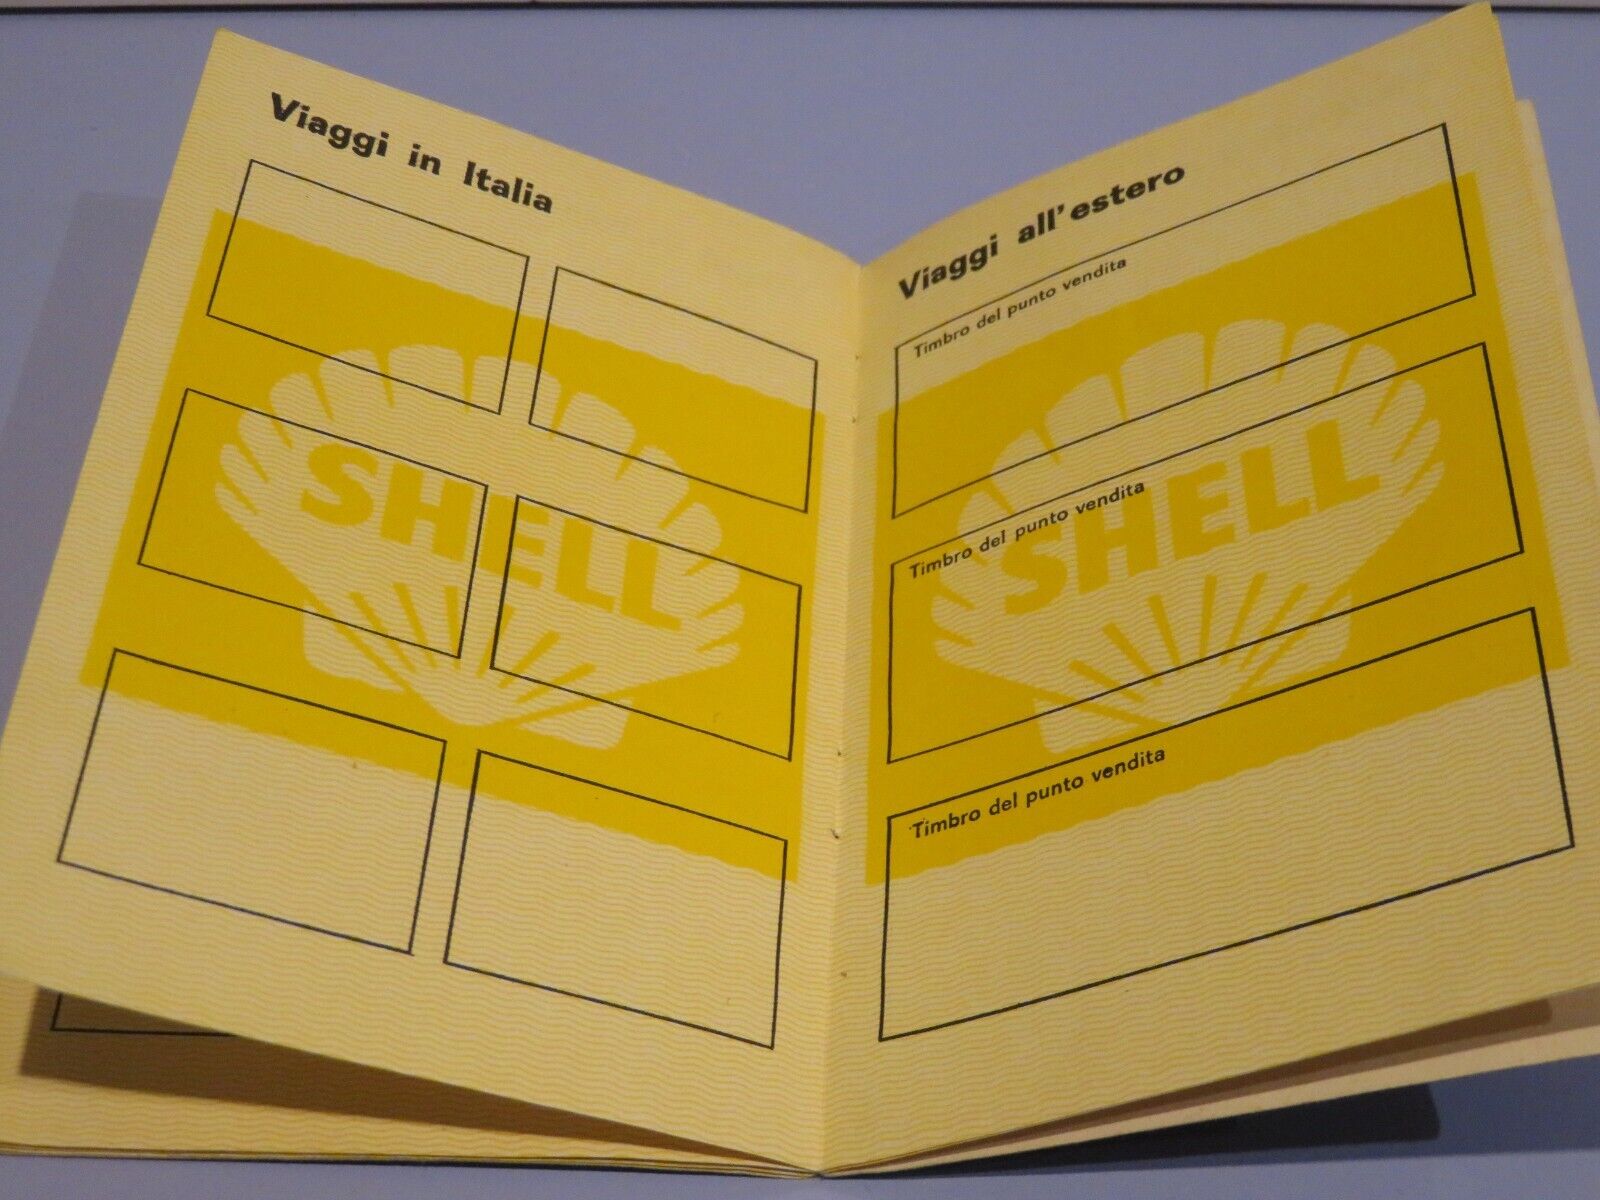 Viaggi in Italia
SHELL
Viaggi all'estero
Timbro del punto vendita
Timbro del punto vendita
SHELL
Timbro del punto vendita